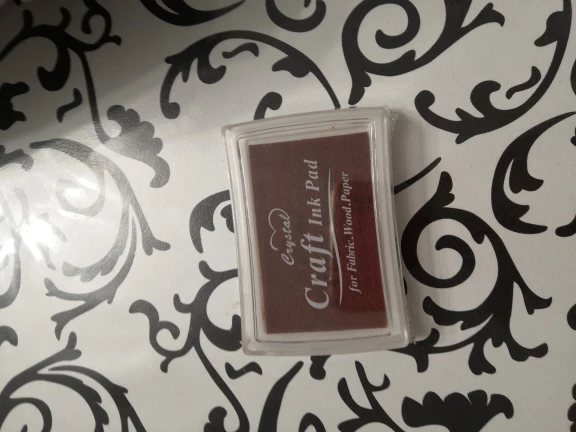 Crystal
Craft Ink Pad
for Fabric.Wood.Paper